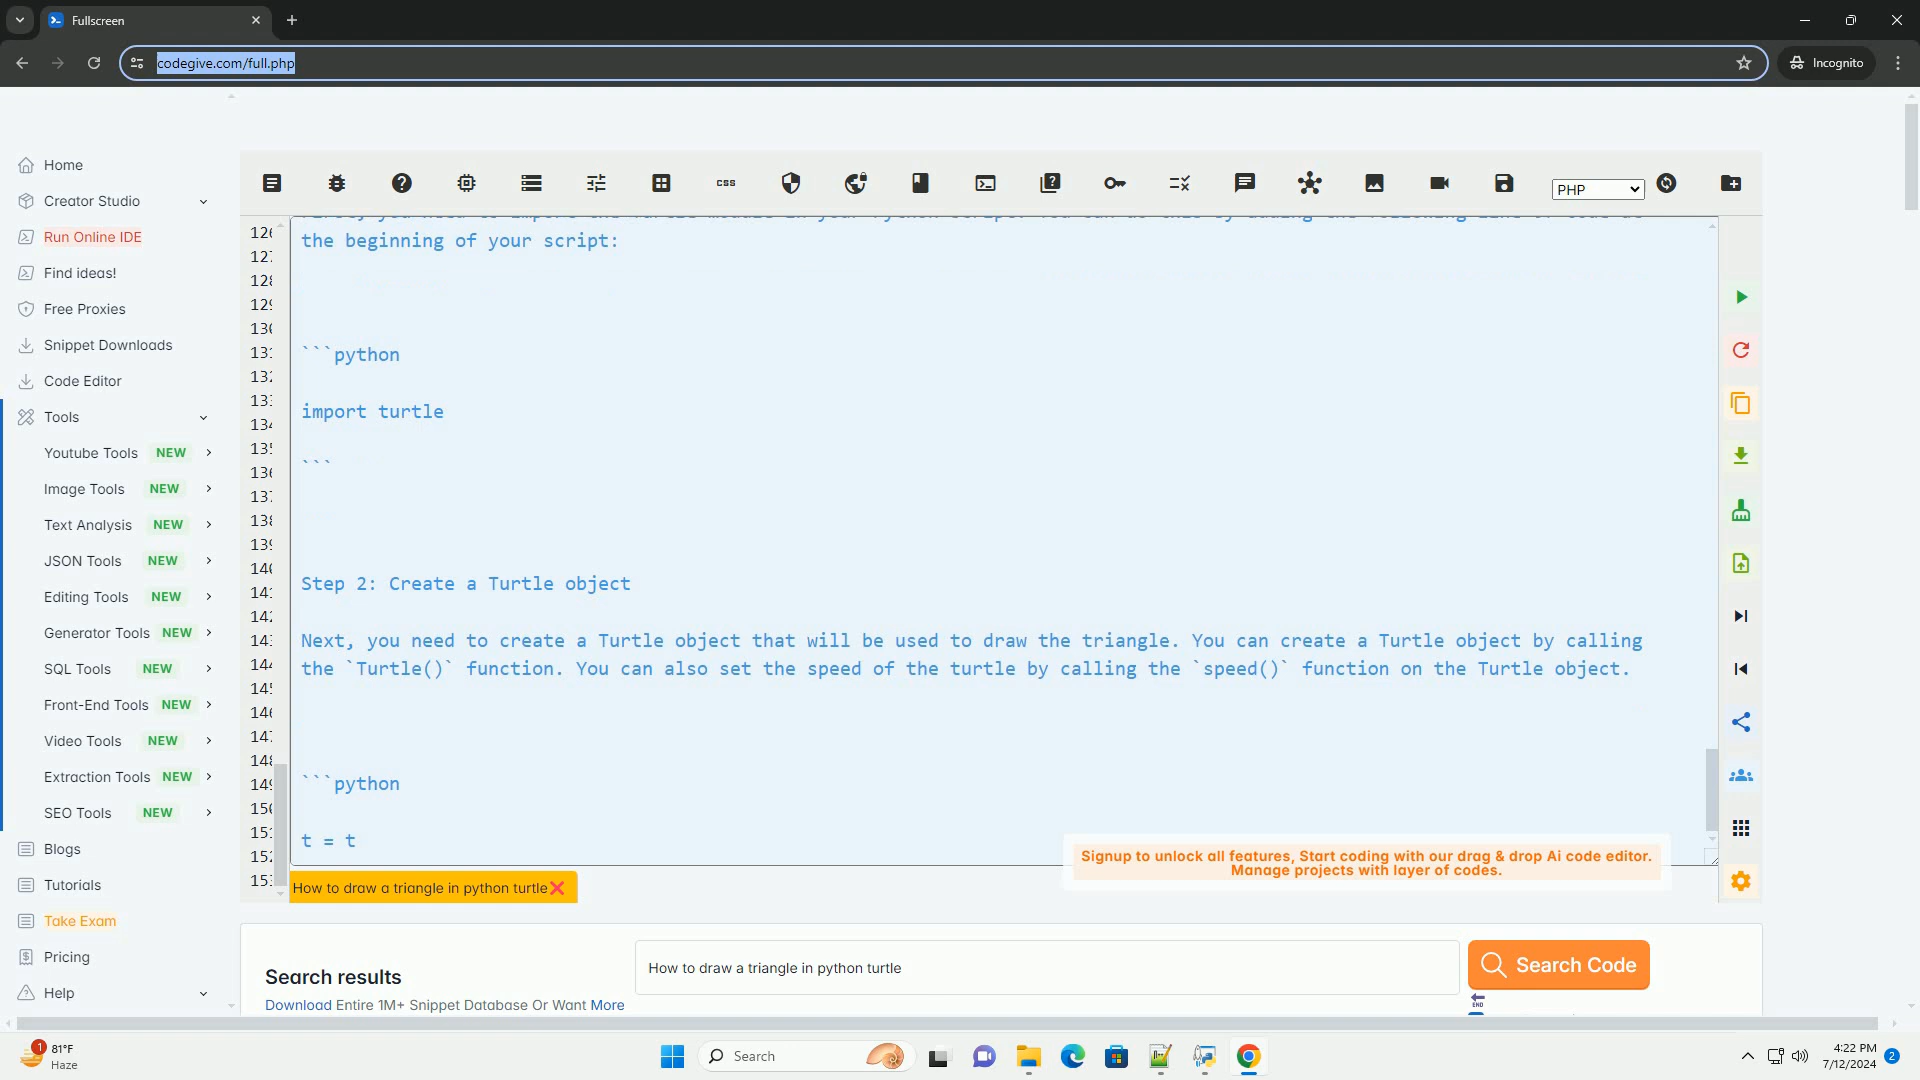 Fullscreen
codegive.com/full.php
Incognito
Home
Creator Studio
Run Online IDE
Find ideas!
Free Proxies
Snippet Downloads
Code Editor
Tools
Youtube Tools NEW
Image Tools NEW
Text Analysis NEW
JSON Tools NEW
Editing Tools NEW
Generator Tools NEW
SQL Tools NEW
Front-End Tools NEW
Video Tools NEW
Extraction Tools NEW
SEO Tools NEW
Blogs
Tutorials
Take Exam
Pricing
Help
css
PHP
the beginning of your script:
```python
import turtle
```
Step 2: Create a Turtle object
Next, you need to create a Turtle object that will be used to draw the triangle. You can create a Turtle object by calling
the `Turtle()` function. You can also set the speed of the turtle by calling the `speed()` function on the Turtle object.
```python
t = t
Signup to unlock all features, Start coding with our drag & drop Ai code editor.
Manage projects with layer of codes.
How to draw a triangle in python turtle
Search results
Download Entire 1M+ Snippet Database Or Want More
How to draw a triangle in python turtle
Search Code
END
1
81°F
Haze
Search
4:22 PM
7/12/2024
2